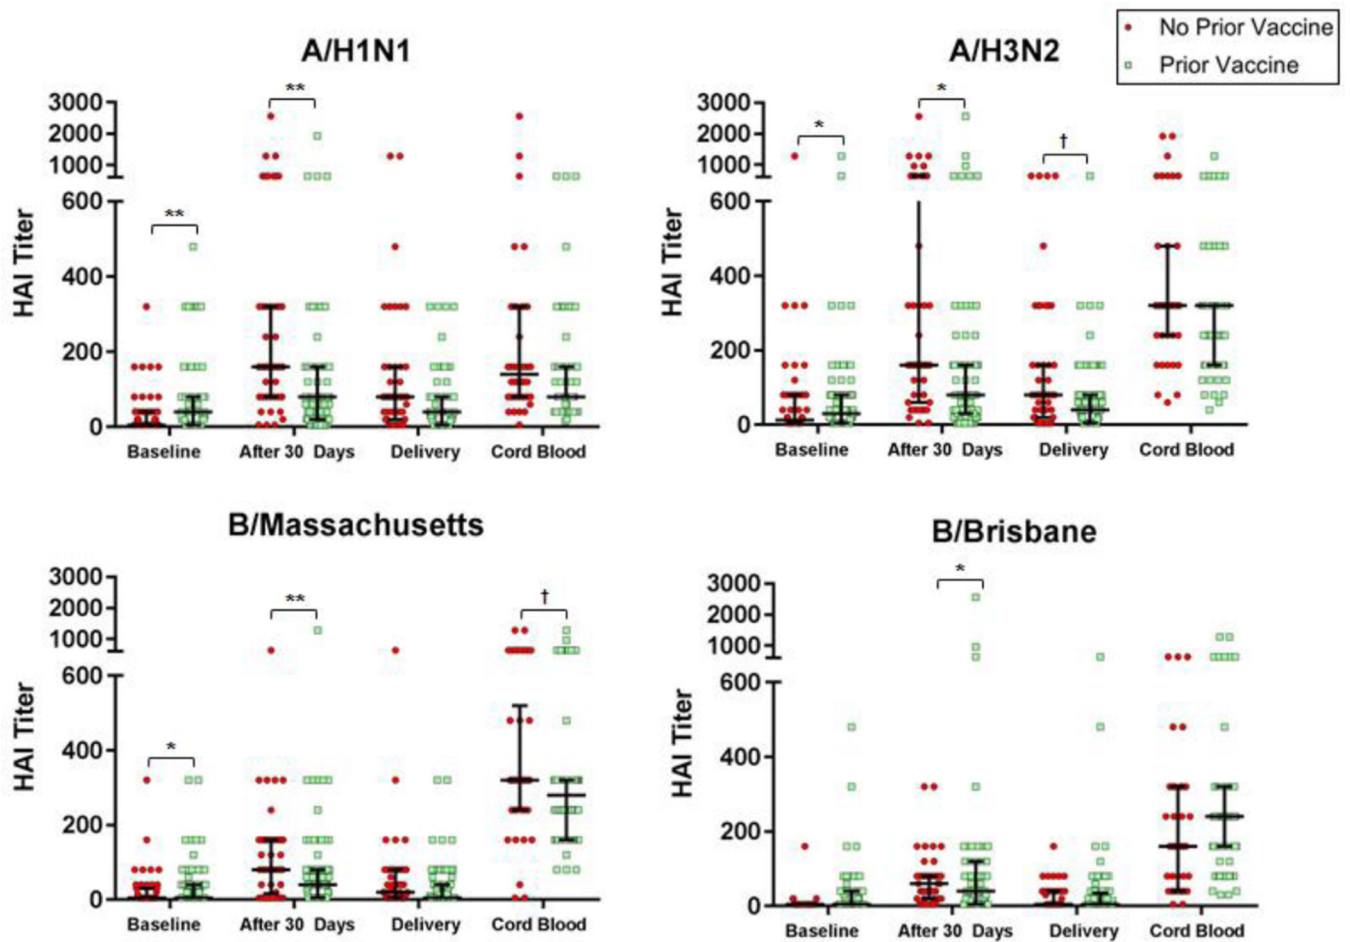 No Prior Vaccine
Prior Vaccine
A/H1N1
**
**
3000
2000
1000
600
400
200
0
HAI Titer
Baseline
After 30 Days
Delivery
Cord Blood
A/H3N2
*
*
†
3000
2000
1000
600
400
200
0
HAI Titer
Baseline
After 30 Days
Delivery
Cord Blood
B/Massachusetts
*
**
†
3000
2000
1000
600
400
200
0
HAI Titer
Baseline
After 30 Days
Delivery
Cord Blood
B/Brisbane
*
3000
2000
1000
600
400
200
0
HAI Titer
Baseline
After 30 Days
Delivery
Cord Blood